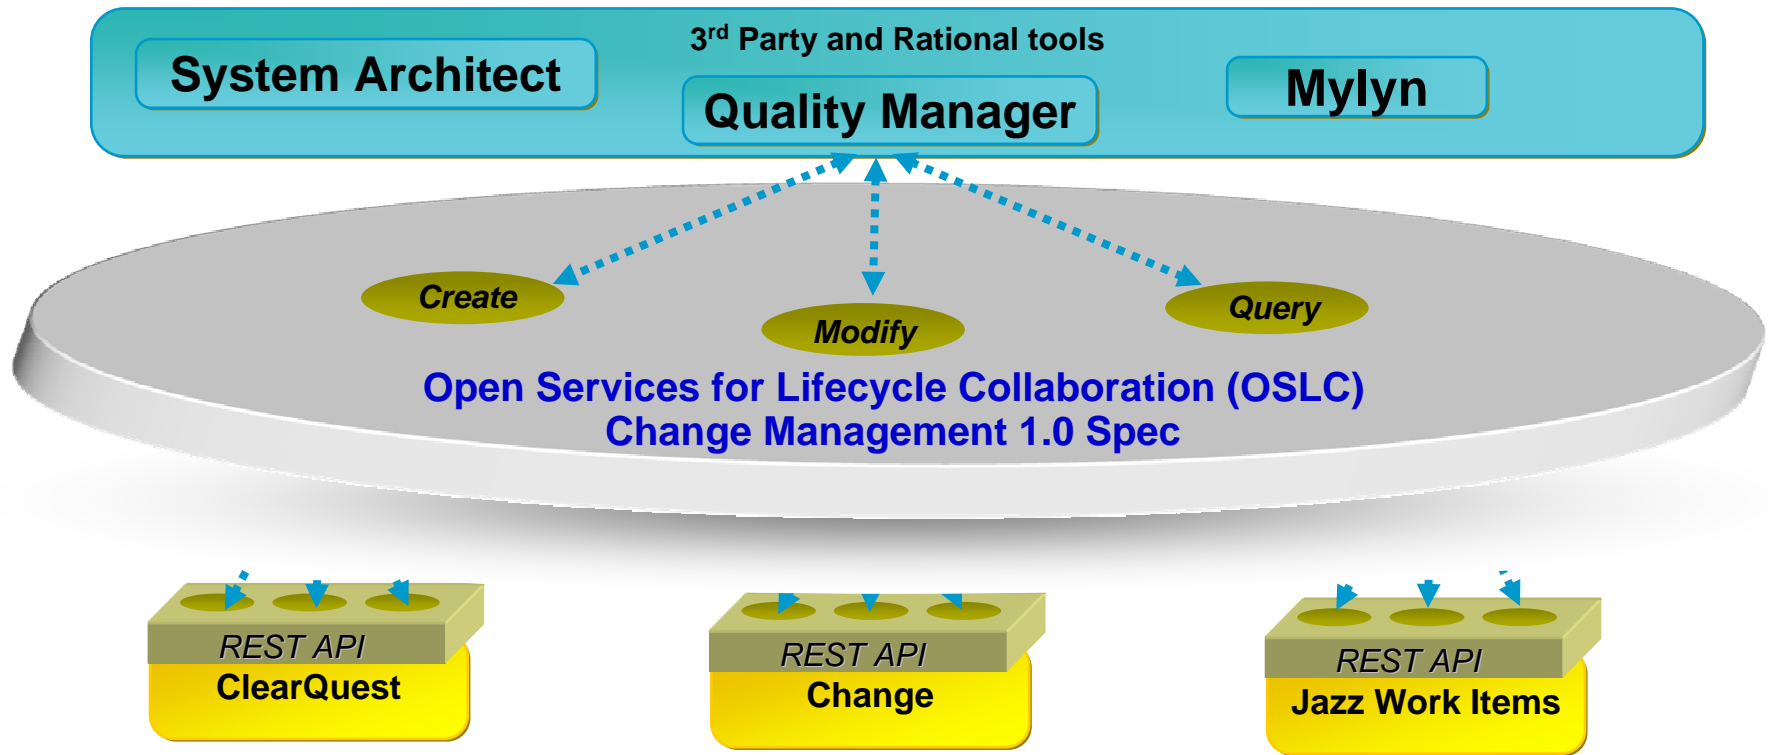 3rd Party and Rational tools
System Architect
Quality Manager
Mylyn
Create
Modify
Query
Open Services for Lifecycle Collaboration (OSLC)
Change Management 1.0 Spec
REST API
ClearQuest
REST API
Change
REST API
Jazz Work Items